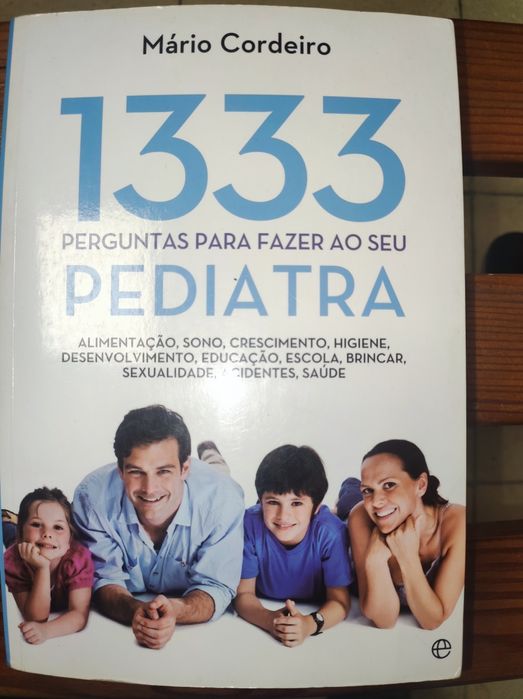 Mário Cordeiro
1333
PERGUNTAS PARA FAZER AO SEU
PEDIATRA
ALIMENTAÇÃO, SONO, CRESCIMENTO, HIGIENE,
DESENVOLVIMENTO, EDUCAÇÃO, ESCOLA, BRINCAR,
SEXUALIDADE, ACIDENTES, SAÚDE
e